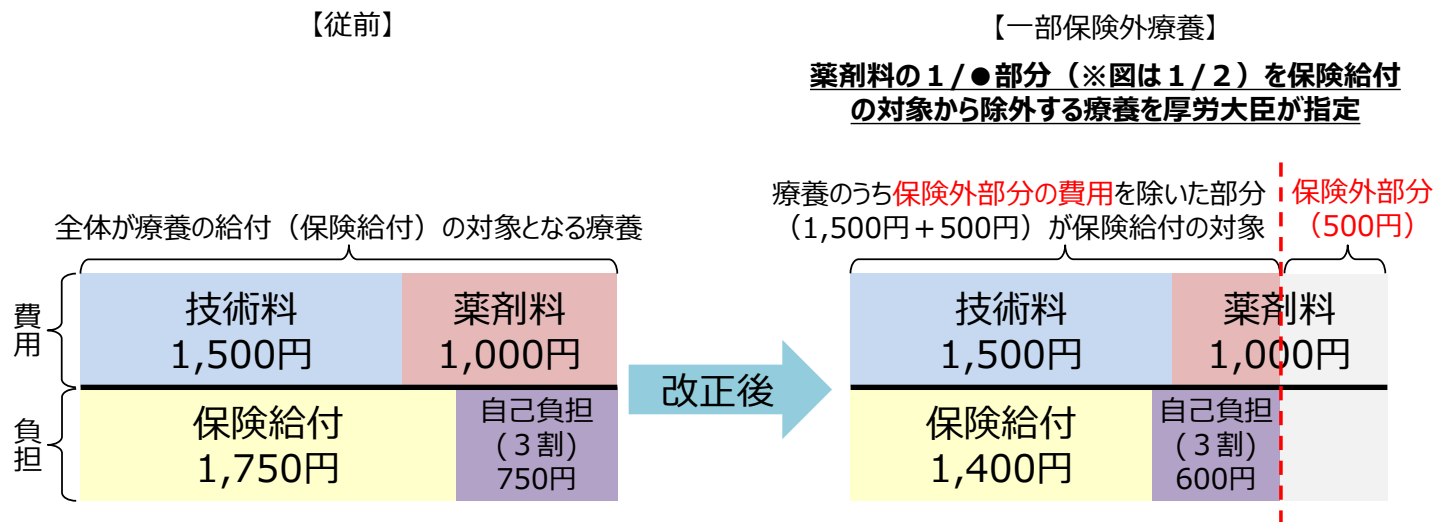 【従前】
【一部保険外療養】
薬剤料の１/●部分（※図は１/２）を保険給付
の対象から除外する療養を厚労大臣が指定
全体が療養の給付（保険給付）の対象となる療養
療養のうち保険外部分の費用を除いた部分
（1,500円＋500円）が保険給付の対象
保険外部分
（500円）
費用
技術料
1,500円
薬剤料
1,000円
負担
保険給付
1,750円
自己負担
(３割)
750円
改正後
技術料
1,500円
薬剤料
1,000円
保険給付
1,400円
自己負担
(３割)
600円